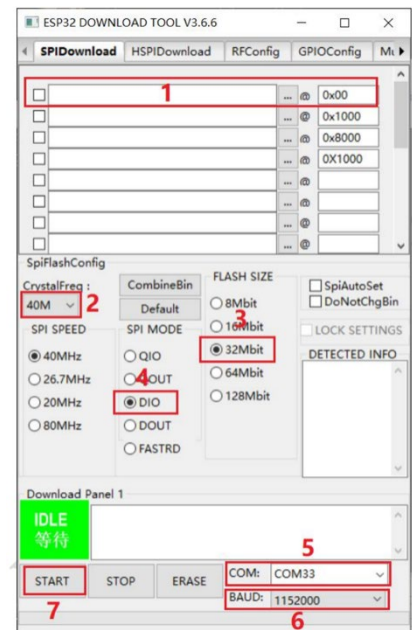 ESP32 DOWNLOAD TOOL V3.6.6
SPIDownload HSPIDownload RFConfig GPIOConfig
1 ... @ 0x00
... @ 0x1000
... @ 0x8000
... @ 0X1000
... @
... @
... @
... @
SpiFlashConfig
CrystalFreq :
40M 2
CombineBin
Default
SPI SPEED
40MHz
26.7MHz
20MHz
80MHz
SPI MODE
QIO
4
DIO
DOUT
FASTRD
FLASH SIZE
8Mbit
16Mbit
3
32Mbit
64Mbit
128Mbit
SpiAutoSet
DoNotChgBin
LOCK SETTINGS
DETECTED INFO
Download Panel 1
IDLE
等待
START STOP ERASE
7
5
COM: COM33
BAUD: 1152000
6